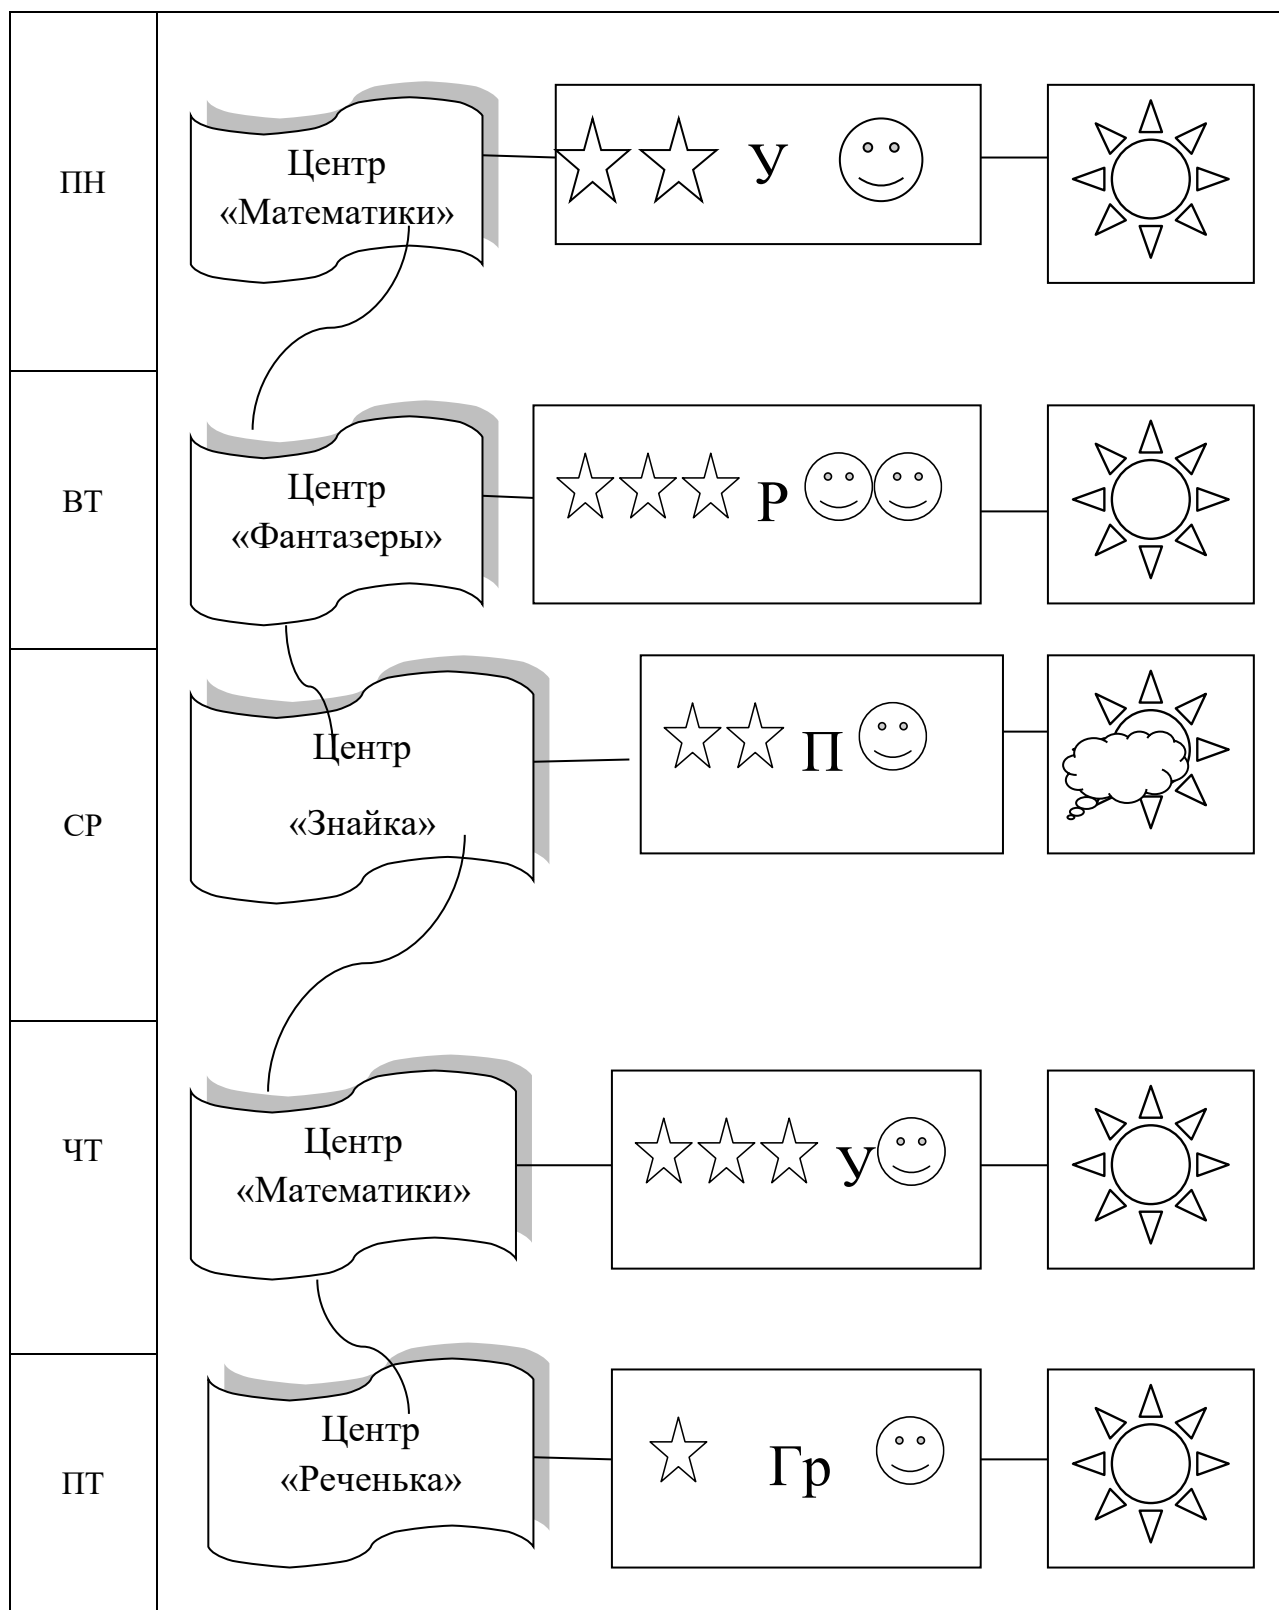 ПН
Центр
«Математики»
У
ВТ
Центр
«Фантазеры»
Р
СР
Центр
«Знайка»
П
ЧТ
Центр
«Математики»
У
ПТ
Центр
«Реченька»
Гр